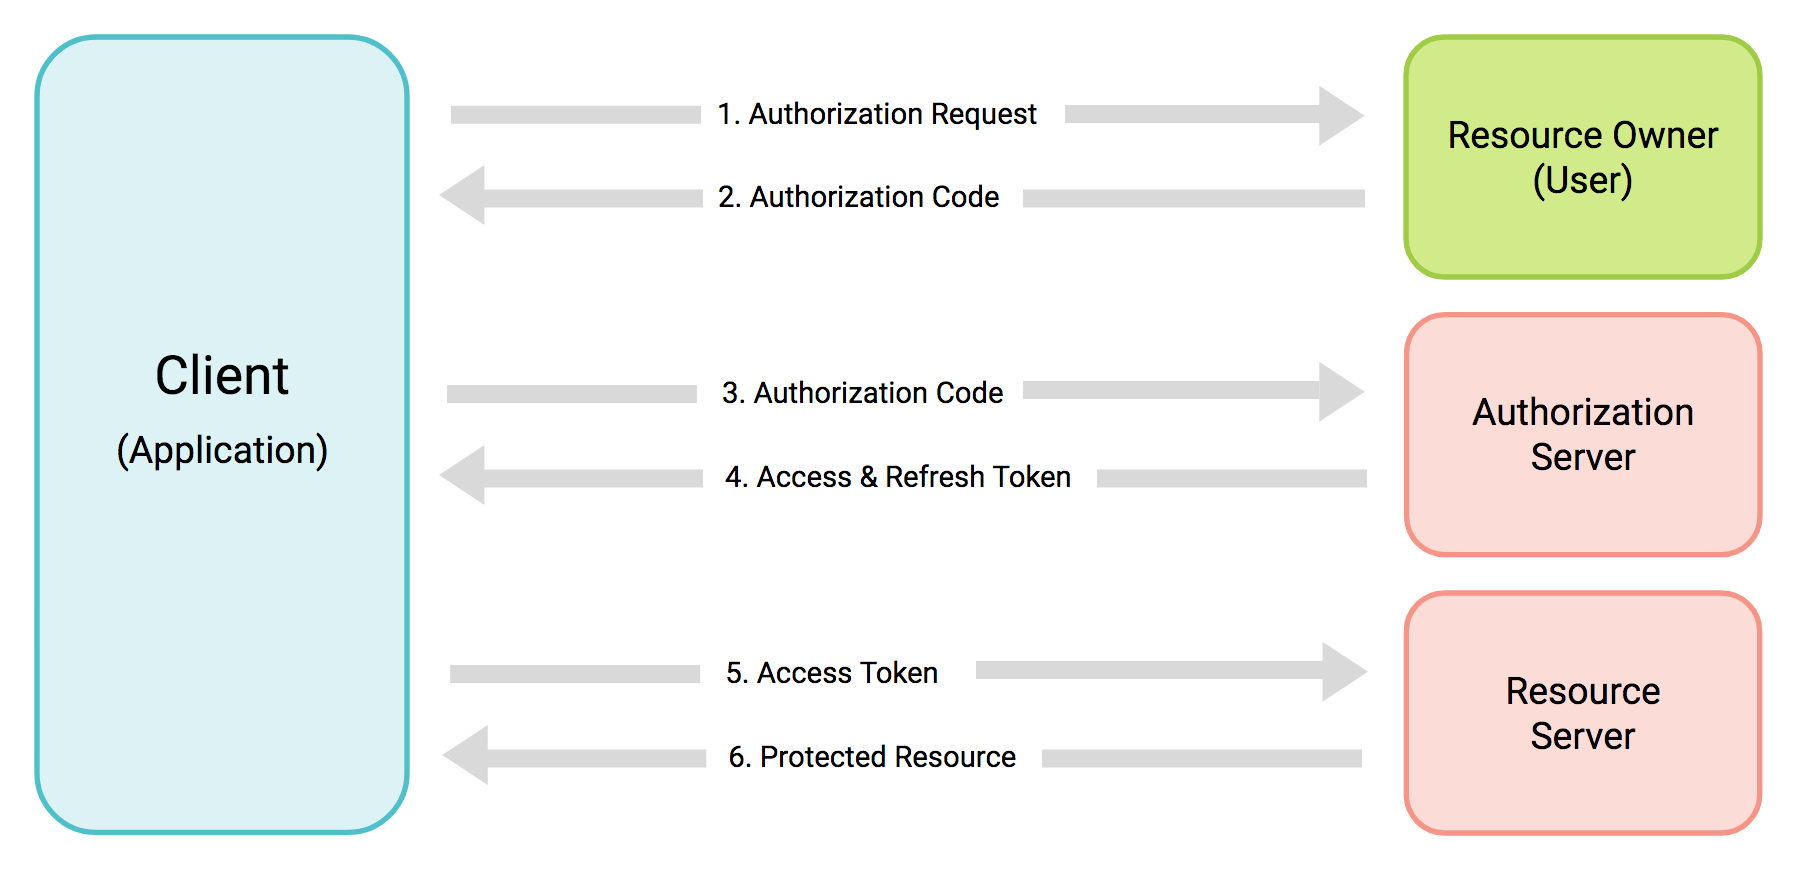 Client
(Application)
1. Authorization Request
2. Authorization Code
Resource Owner
(User)
3. Authorization Code
4. Access & Refresh Token
Authorization
Server
5. Access Token
6. Protected Resource
Resource
Server